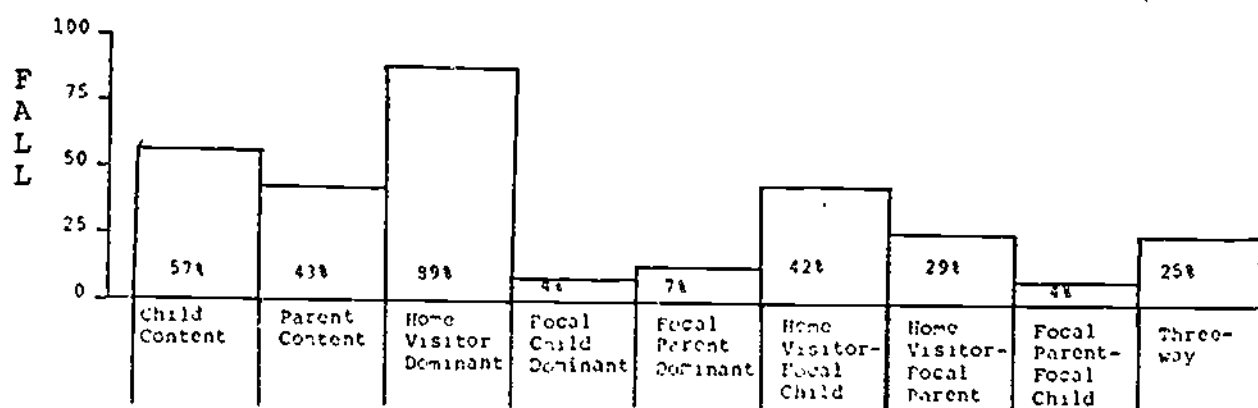 100
75
50
25
0
F
A
L
L
57%
43%
89%
4%
7%
42%
29%
4%
25%
Child
Content
Parent
Content
Home
Visitor
Dominant
Focal
Child
Dominant
Focal
Parent
Dominant
Home
Visitor-
Focal
Child
Home
Visitor-
Focal
Parent
Focal
Parent-
Focal
Child
Three-
way